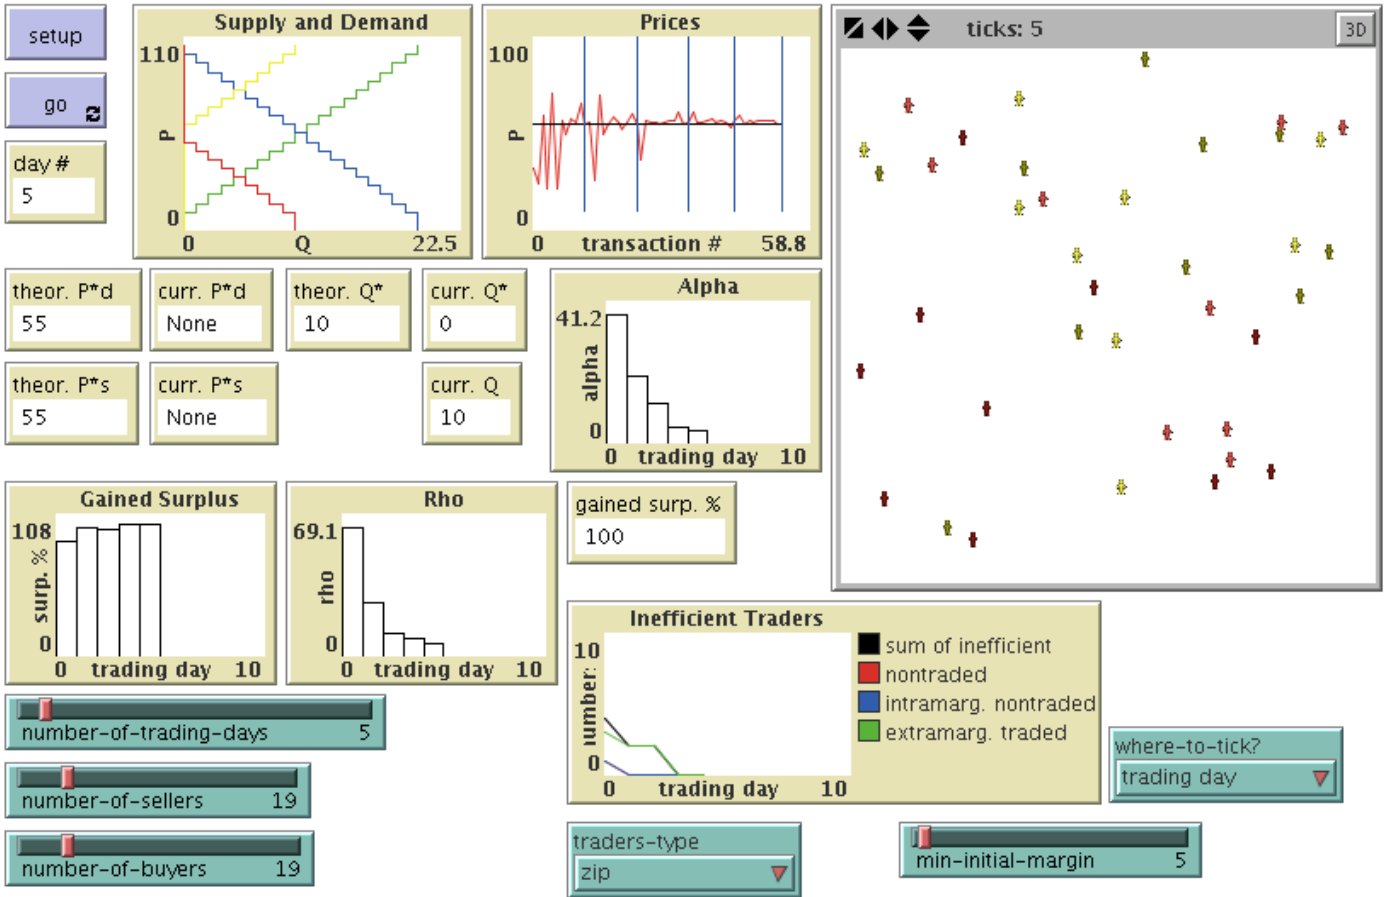 setup
go
day #
5
Supply and Demand
110
P
0
0
Q
22.5
Prices
100
P
0
0
transaction #
58.8
ticks: 5
3D
theor. P*d
55
curr. P*d
None
theor. Q*
10
curr. Q*
0
theor. P*s
55
curr. P*s
None
curr. Q
10
Alpha
41.2
alpha
0
0
trading day
10
Gained Surplus
108
surp. %
0
0
trading day
10
Rho
69.1
rho
0
0
trading day
10
gained surp. %
100
Inefficient Traders
10
0
0
trading day
10
sum of inefficient
nontraded
intramarg. nontraded
extramarg. traded
number-of-trading-days
5
number-of-sellers
19
number-of-buyers
19
where-to-tick?
trading day
traders-type
zip
min-initial-margin
5